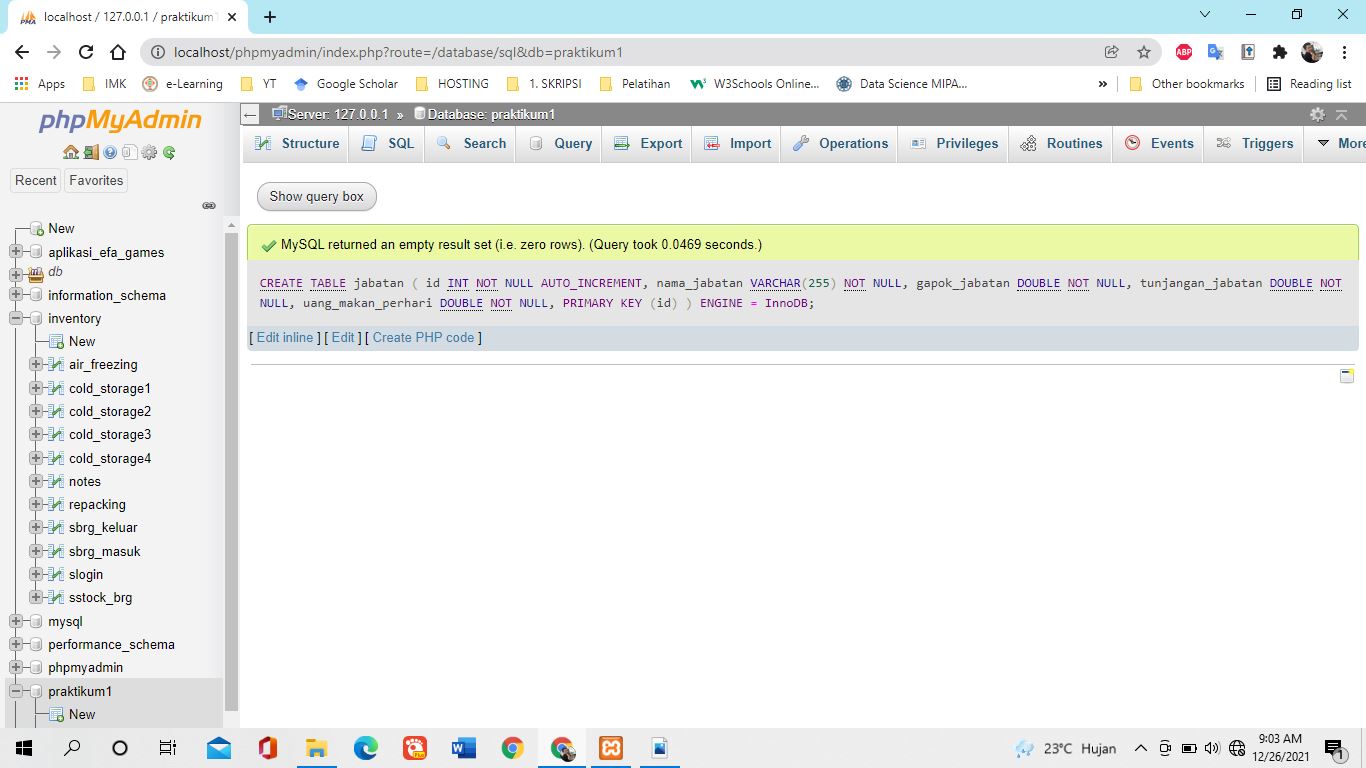 localhost / 127.0.0.1 / praktikum1
localhost/phpmyadmin/index.php?route=/database/sql&db=praktikum1
ABP
Apps IMK e-Learning YT Google Scholar HOSTING 1. SKRIPSI Pelatihan W3Schools Online... Data Science MIPA... » Other bookmarks Reading list
phpMyAdmin
Recent Favorites
New
aplikasi_efa_games
db
information_schema
inventory
New
air_freezing
cold_storage1
cold_storage2
cold_storage3
cold_storage4
notes
repacking
sbrg_keluar
sbrg_masuk
slogin
sstock_brg
mysql
performance_schema
phpmyadmin
praktikum1
New
Server: 127.0.0.1 » Database: praktikum1
Structure SQL Search Query Export Import Operations Privileges Routines Events Triggers More
Show query box
MySQL returned an empty result set (i.e. zero rows). (Query took 0.0469 seconds.)
CREATE TABLE jabatan ( id INT NOT NULL AUTO_INCREMENT, nama_jabatan VARCHAR(255) NOT NULL, gapok_jabatan DOUBLE NOT NULL, tunjangan_jabatan DOUBLE NOT
NULL, uang_makan_perhari DOUBLE NOT NULL, PRIMARY KEY (id) ) ENGINE = InnoDB;
[ Edit inline ] [ Edit ] [ Create PHP code ]
23°C Hujan
9:03 AM
12/26/2021
1